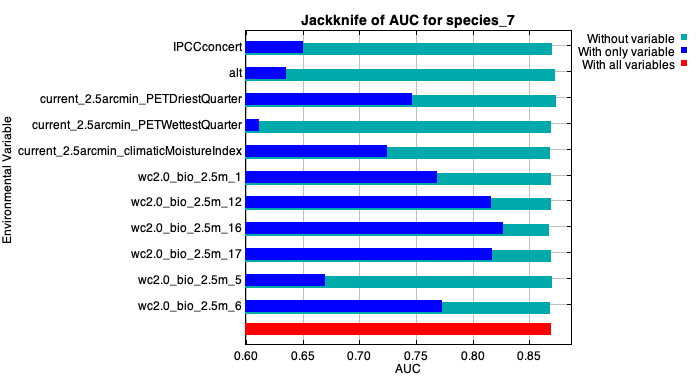 Jackknife of AUC for species_7
Without variable
With only variable
With all variables
Environmental Variable
IPCCconcert
alt
current_2.5arcmin_PETDriestQuarter
current_2.5arcmin_PETWettestQuarter
current_2.5arcmin_climaticMoistureIndex
wc2.0_bio_2.5m_1
wc2.0_bio_2.5m_12
wc2.0_bio_2.5m_16
wc2.0_bio_2.5m_17
wc2.0_bio_2.5m_5
wc2.0_bio_2.5m_6
0.60 0.65 0.70 0.75 0.80 0.85
AUC